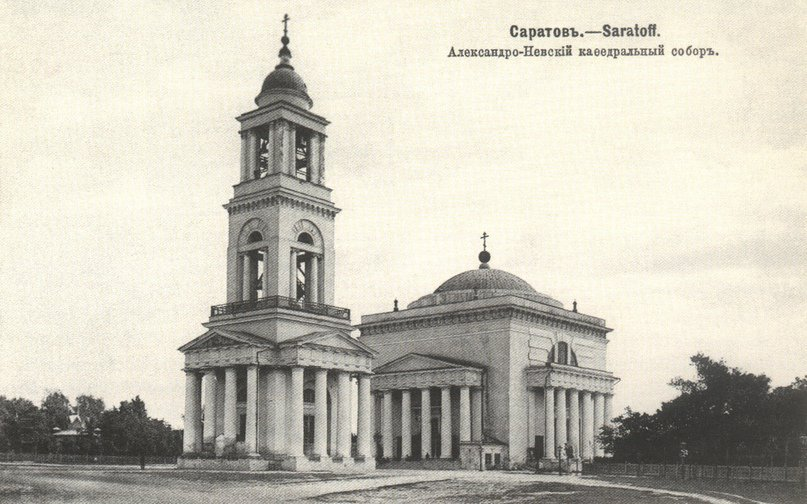 Саратовъ.—Saratoff.
Александро-Невскій каѳедральный соборъ.